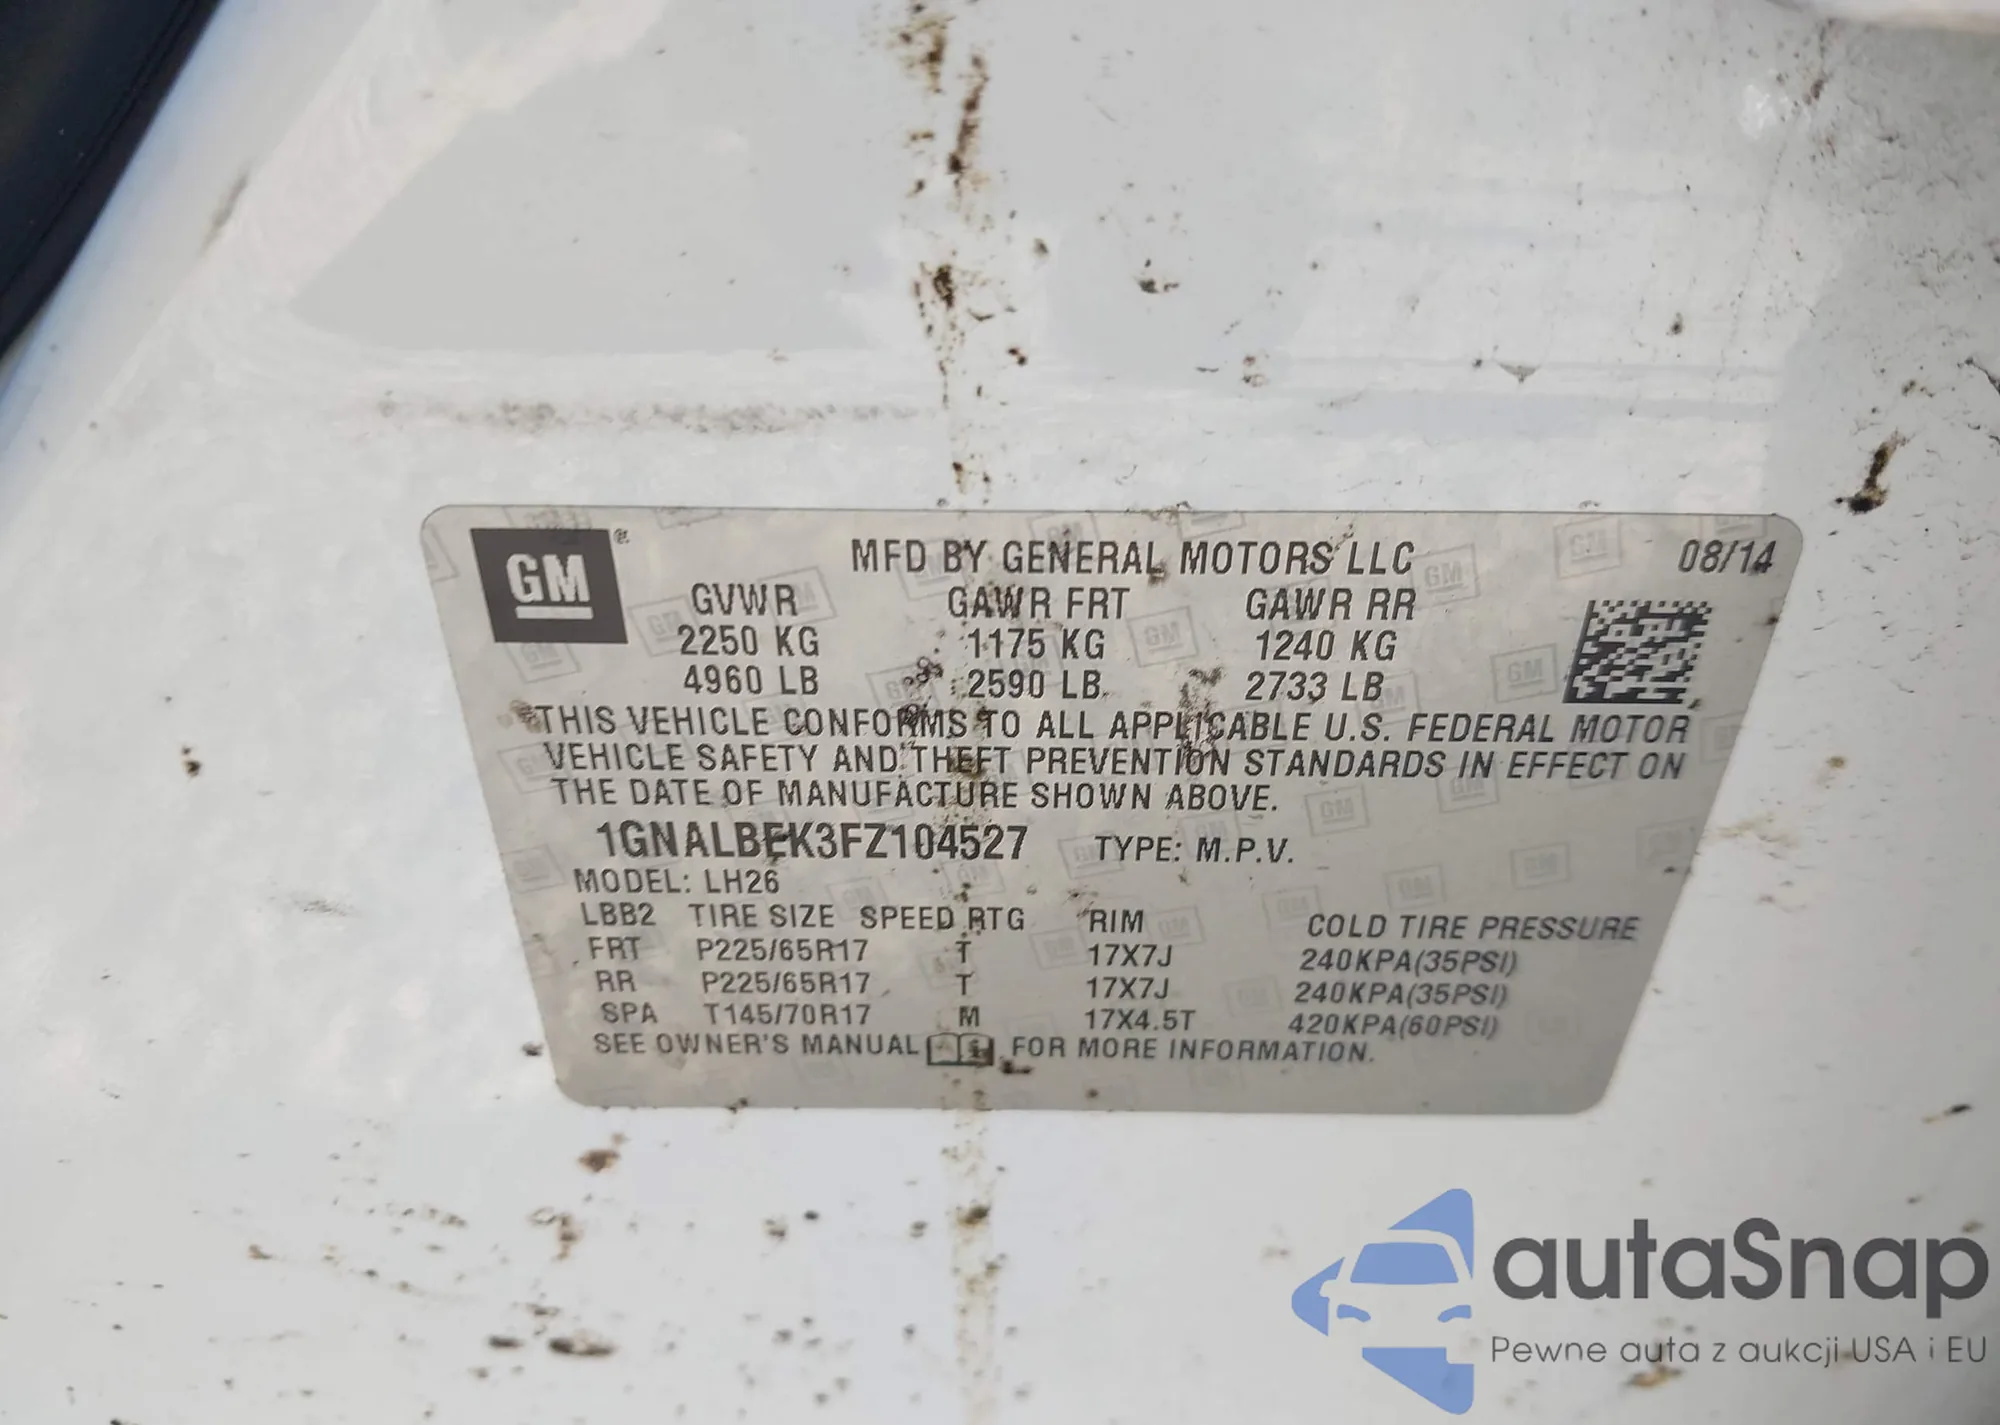 GM®
MFD BY GENERAL MOTORS LLC 08/14
GVWR GAWR FRT GAWR RR
2250 KG 1175 KG 1240 KG
4960 LB 2590 LB 2733 LB
THIS VEHICLE CONFORMS TO ALL APPLICABLE U.S. FEDERAL MOTOR
VEHICLE SAFETY AND THEFT PREVENTION STANDARDS IN EFFECT ON
THE DATE OF MANUFACTURE SHOWN ABOVE.
1GNALBEK3FZ104527 TYPE: M.P.V.
MODEL: LH26
LBB2 TIRE SIZE SPEED RTG RIM COLD TIRE PRESSURE
FRT P225/65R17 T 17X7J 240KPA(35PSI)
RR P225/65R17 T 17X7J 240KPA(35PSI)
SPA T145/70R17 M 17X4.5T 420KPA(60PSI)
SEE OWNER'S MANUAL FOR MORE INFORMATION.
autaSnap
Pewne auta z aukcji USA i EU